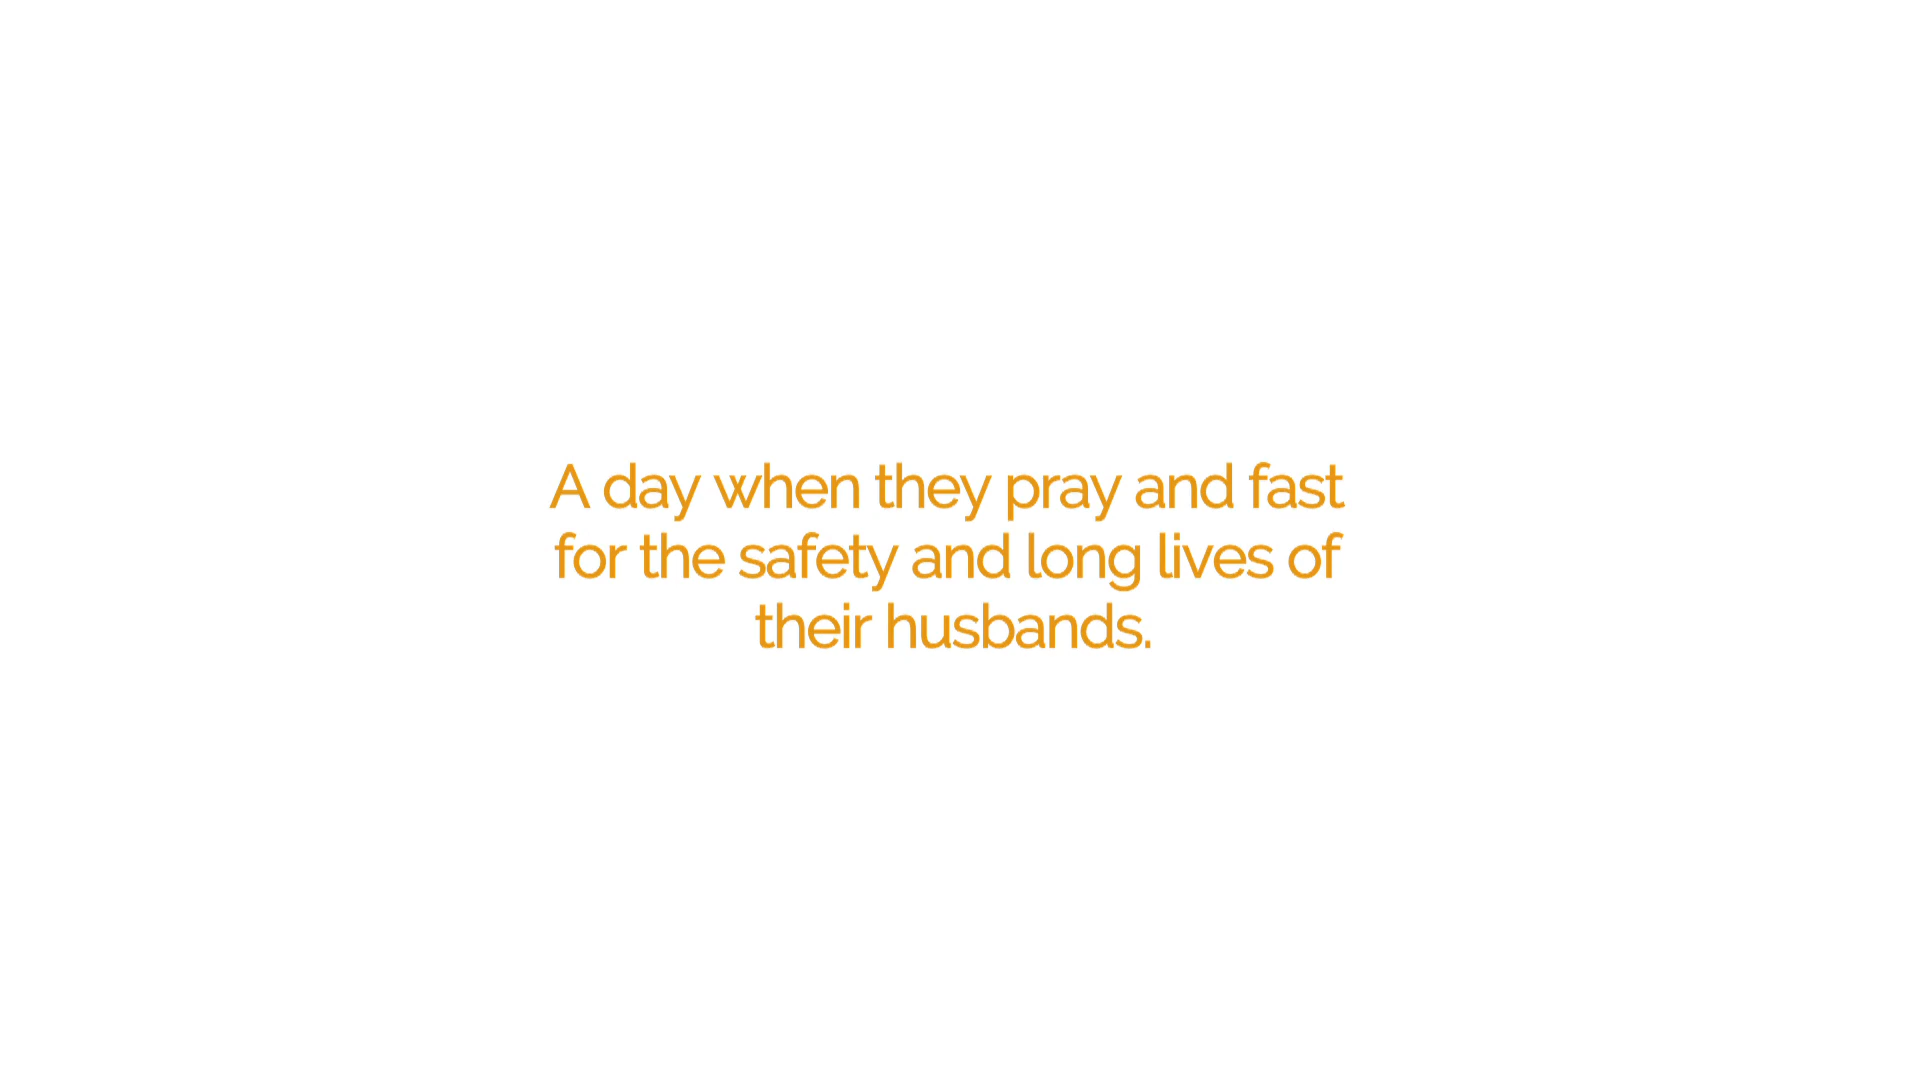 A day when they pray and fast
for the safety and long lives of
their husbands.